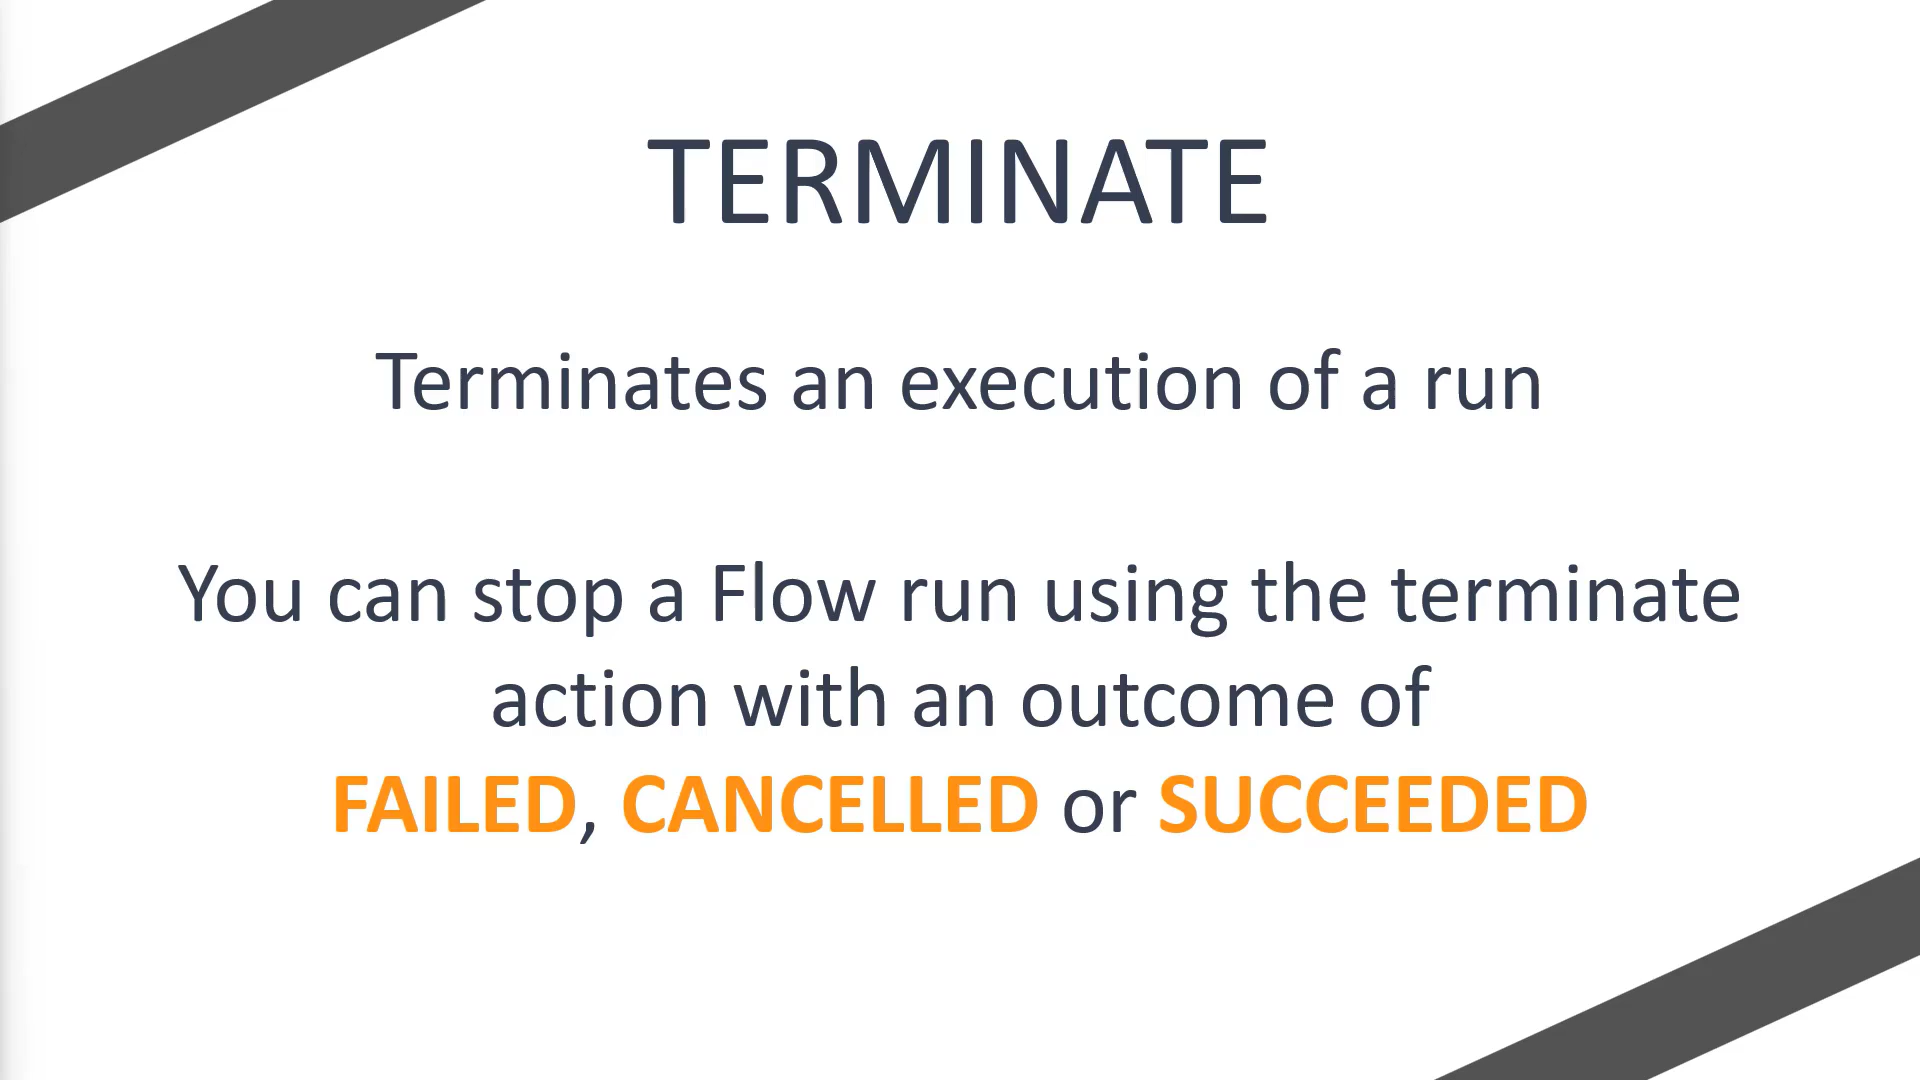 TERMINATE
Terminates an execution of a run
You can stop a Flow run using the terminate
action with an outcome of
FAILED, CANCELLED or SUCCEEDED